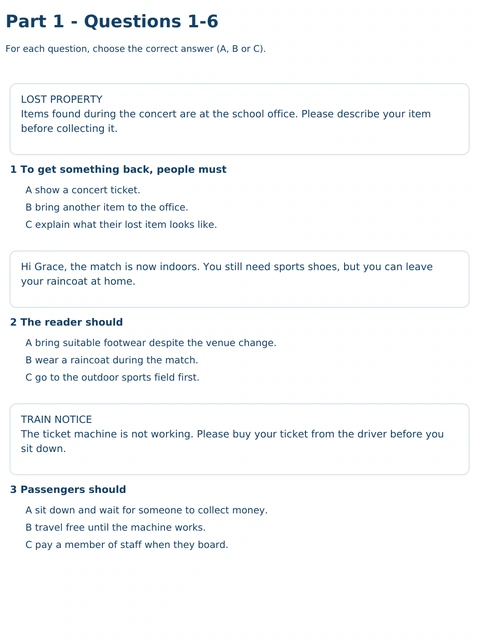 Part 1 - Questions 1-6
For each question, choose the correct answer (A, B or C).
LOST PROPERTY
Items found during the concert are at the school office. Please describe your item
before collecting it.
1 To get something back, people must
A show a concert ticket.
B bring another item to the office.
C explain what their lost item looks like.
Hi Grace, the match is now indoors. You still need sports shoes, but you can leave
your raincoat at home.
2 The reader should
A bring suitable footwear despite the venue change.
B wear a raincoat during the match.
C go to the outdoor sports field first.
TRAIN NOTICE
The ticket machine is not working. Please buy your ticket from the driver before you
sit down.
3 Passengers should
A sit down and wait for someone to collect money.
B travel free until the machine works.
C pay a member of staff when they board.